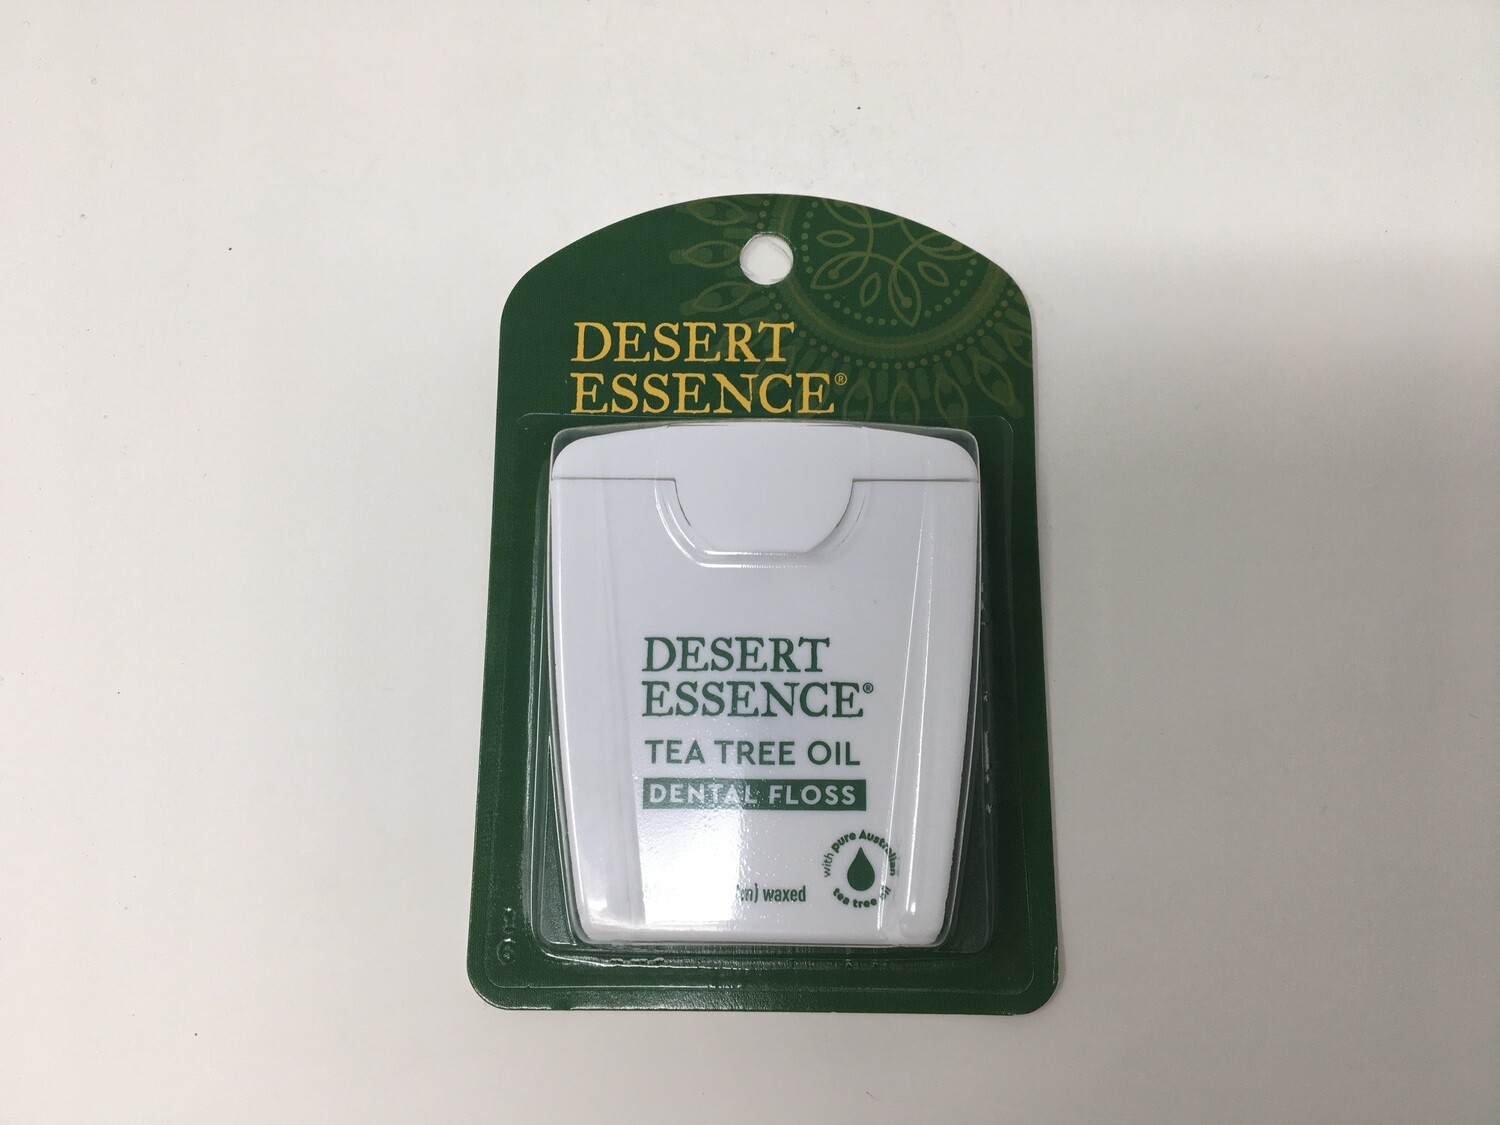 DESERT
ESSENCE®
DESERT
ESSENCE®
TEA TREE OIL
DENTAL FLOSS
with pure Australian
tea tree oil
waxed